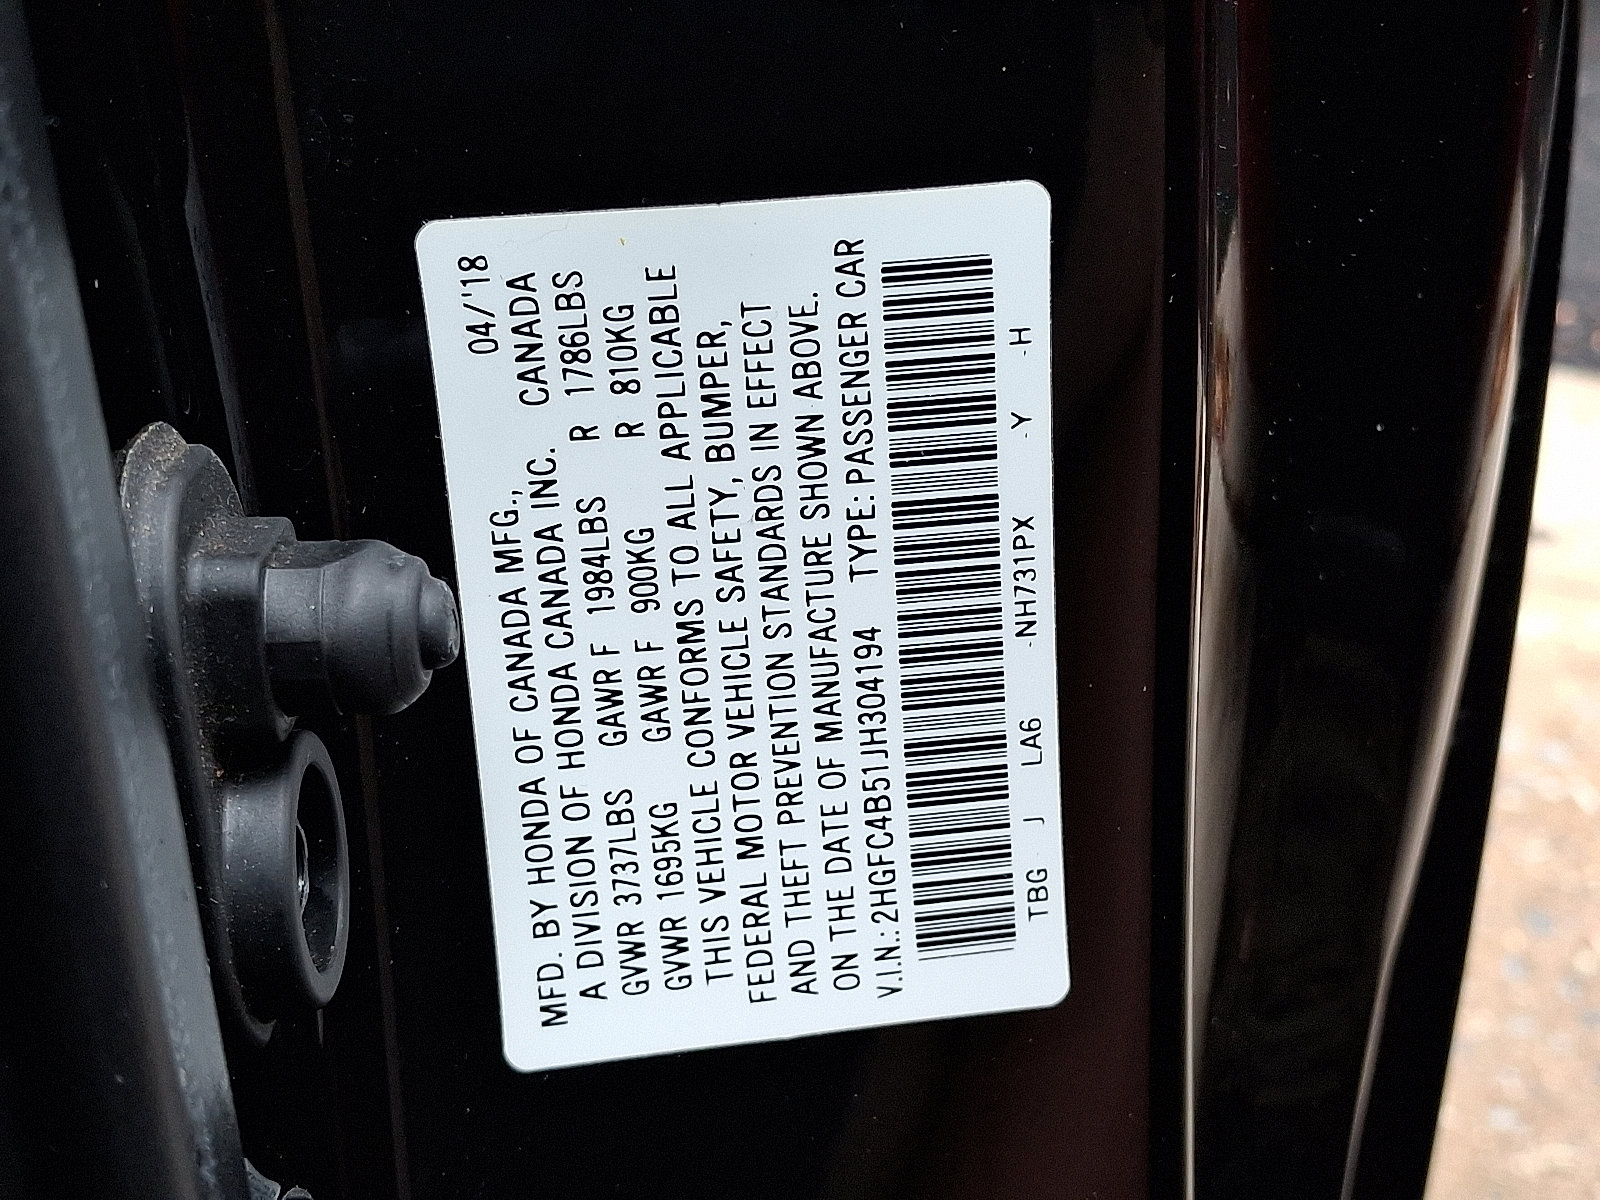 04/'18
MFD. BY HONDA OF CANADA MFG.,
A DIVISION OF HONDA CANADA INC. CANADA
GVWR 3737LBS GAWR F 1984LBS R 1786LBS
GVWR 1695KG GAWR F 900KG R 810KG
THIS VEHICLE CONFORMS TO ALL APPLICABLE
FEDERAL MOTOR VEHICLE SAFETY, BUMPER,
AND THEFT PREVENTION STANDARDS IN EFFECT
ON THE DATE OF MANUFACTURE SHOWN ABOVE.
V.I.N.: 2HGFC4B51JH304194 TYPE: PASSENGER CAR
TBG J LA6 -NH731PX -Y -H